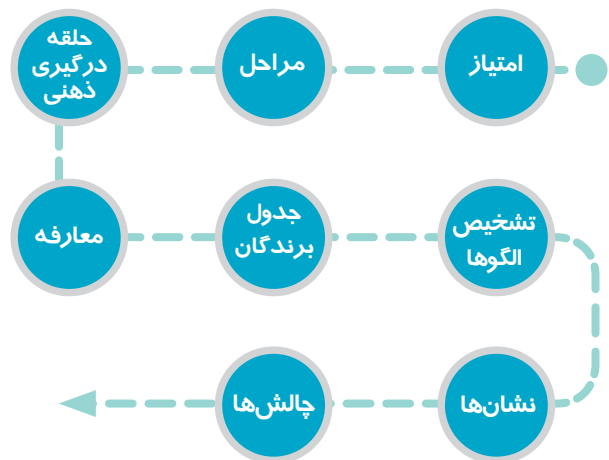 امتیاز
مراحل
حلقه
درگیری
ذهنی
معارفه
جدول
برندگان
تشخیص
الگوها
نشان‌ها
چالش‌ها